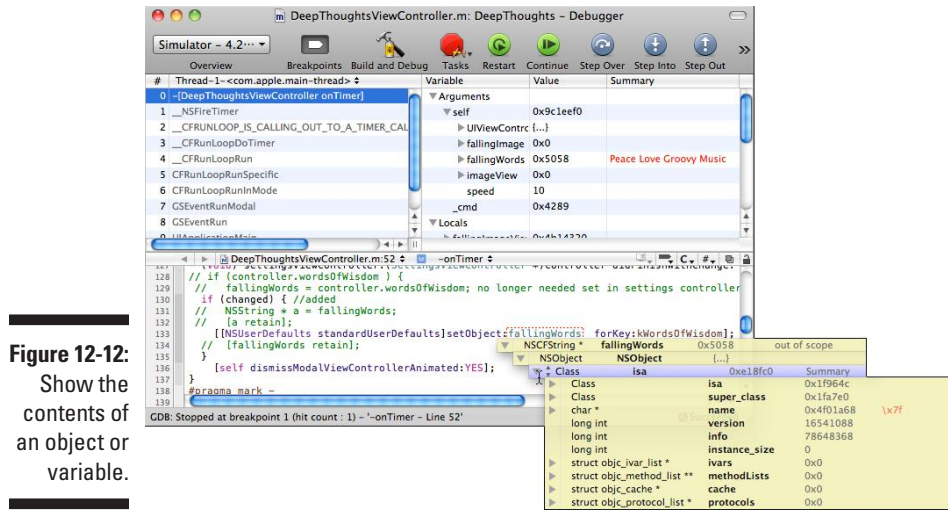 DeepThoughtsViewController.m: DeepThoughts – Debugger
Simulator - 4.2···
Overview Breakpoints Build and Debug Tasks Restart Continue Step Over Step Into Step Out
# Thread-1-<com.apple.main-thread> Variable Value Summary
0 -[DeepThoughtsViewController onTimer] Arguments
1 __NSFireTimer self 0x9c1eef0
2 __CFRUNLOOP_IS_CALLING_OUT_TO_A_TIMER_CAL UIViewContrc {...}
3 __CFRunLoopDoTimer fallingImage 0x0
4 __CFRunLoopRun fallingWords 0x5058 Peace Love Groovy Music
5 CFRunLoopRunSpecific imageView 0x0
6 CFRunLoopRunInMode speed 10
7 GSEventRunModal _cmd 0x4289
8 GSEventRun Locals
DeepThoughtsViewController.m:52 -onTimer C, #,
128 // if (controller.wordsOfWisdom ) {
129 // fallingWords = controller.wordsOfWisdom; no longer needed set in settings controller
130 if (changed) { //added
131 // NSString * a = fallingWords;
132 // [a retain];
133 [[NSUserDefaults standardUserDefaults]setObject:fallingWords forKey:kWordsOfWisdom];
134 // [fallingWords retain];
135 }
136 [self dismissModalViewControllerAnimated:YES];
137 }
138 #pragma mark -
139
GDB: Stopped at breakpoint 1 (hit count : 1) - '-onTimer - Line 52'
NSCFString * fallingWords 0x5058 out of scope
NSObject NSObject {...}
Class isa 0xe18fc0 Summary
Class isa 0x1f964c
Class super_class 0x1fa7e0
char * name 0x4f01a68 \x7f
long int version 16541088
long int info 78648368
long int instance_size 0
struct objc_ivar_list * ivars 0x0
struct objc_method_list ** methodLists 0x0
struct objc_cache * cache 0x0
struct objc_protocol_list * protocols 0x0
Figure 12-12:
Show the
contents of
an object or
variable.